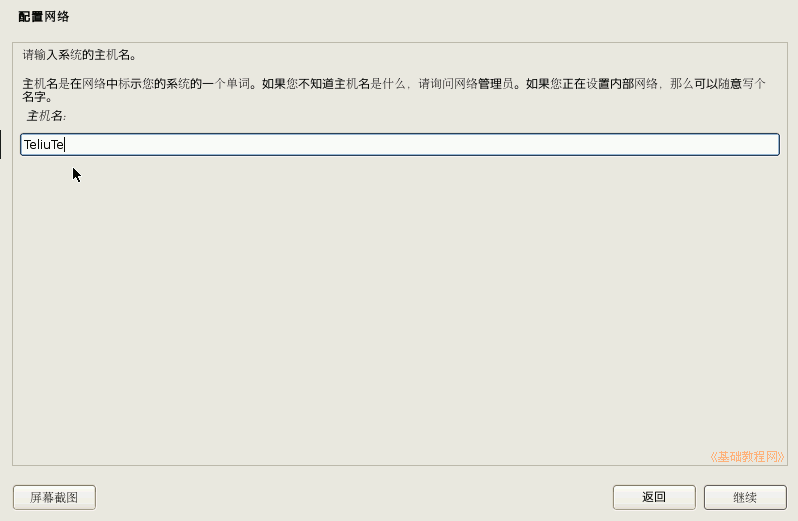 配置网络
请输入系统的主机名。
主机名是在网络中标示您的系统的一个单词。如果您不知道主机名是什么，请询问网络管理员。如果您正在设置内部网络，那么可以随意写个
名字。
主机名:
TeliuTe
《基础教程网》
屏幕截图
返回
继续